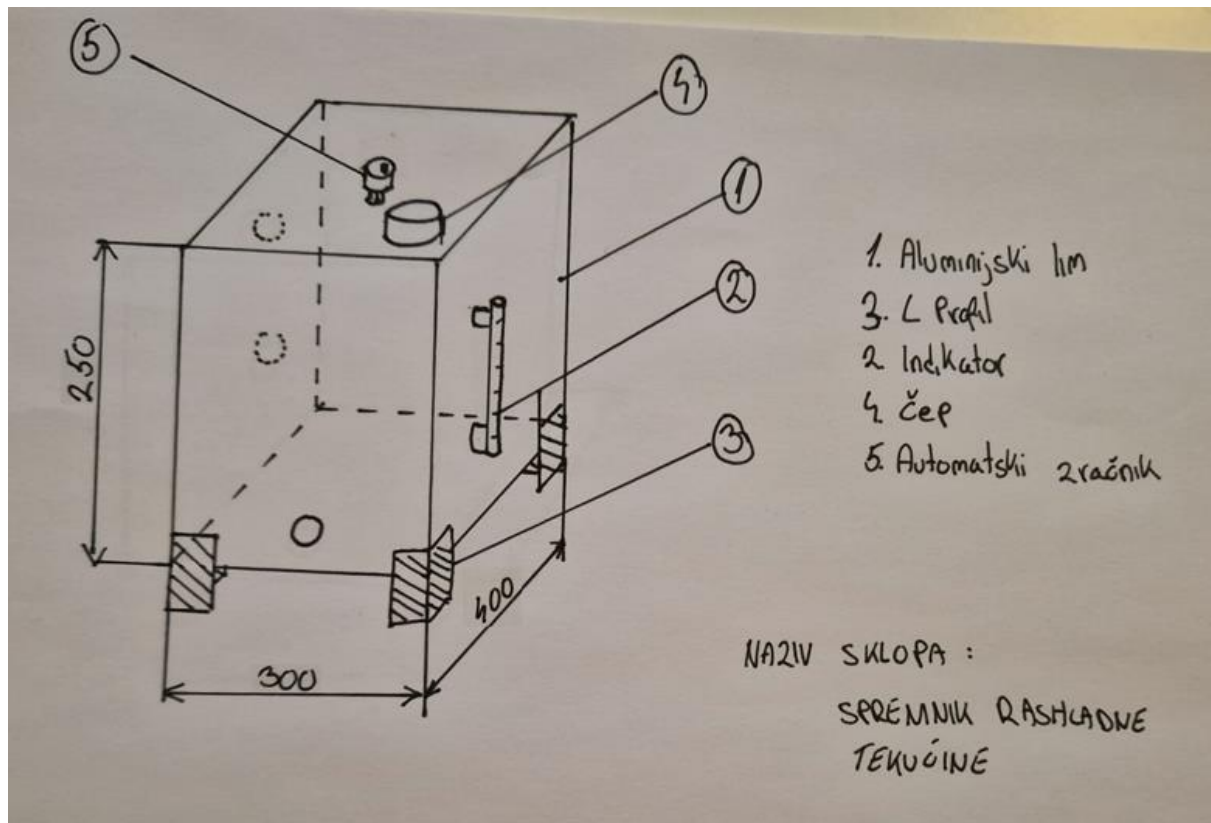 5
4
1
2
3
250
300
400
1. Aluminijski lim
3. L Profil
2 Indikator
4. Čep
5. Automatski zračnik
NAZIV SKLOPA :
SPREMNIK RASHLADNE
TEKUĆINE